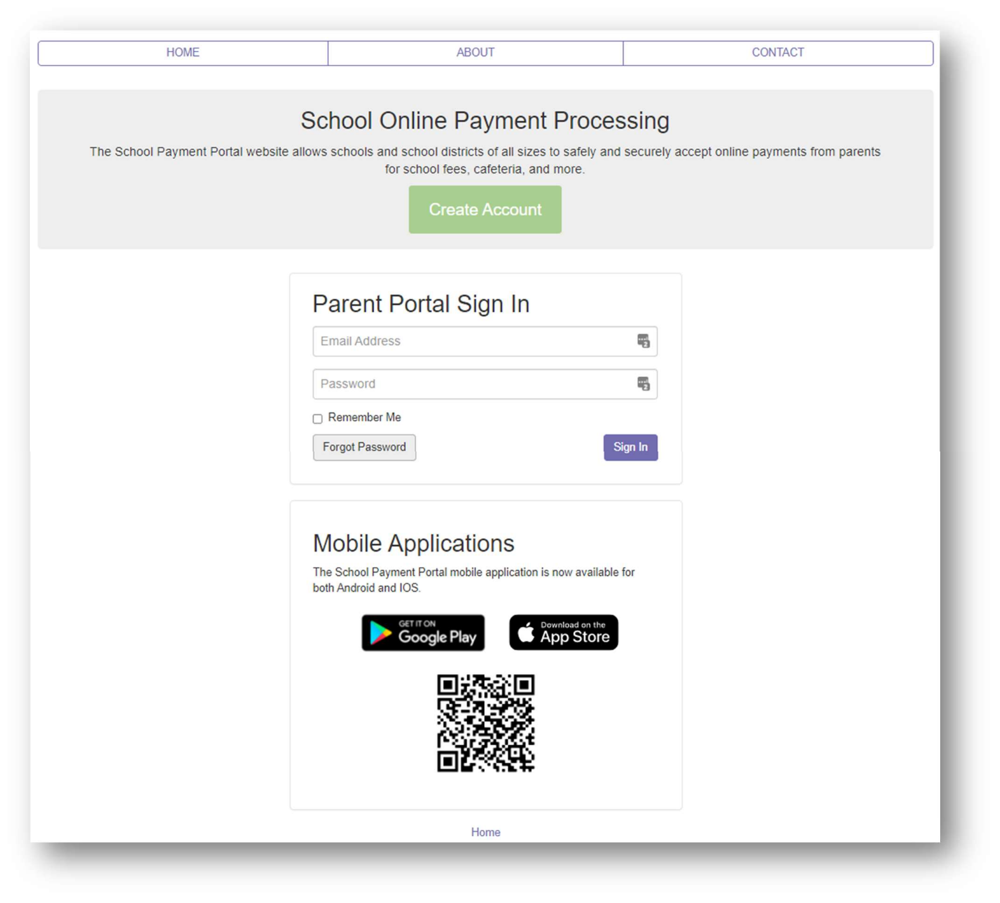 HOME ABOUT CONTACT
School Online Payment Processing
The School Payment Portal website allows schools and school districts of all sizes to safely and securely accept online payments from parents
for school fees, cafeteria, and more.
Create Account
Parent Portal Sign In
Email Address
2
Password
2
Remember Me
Forgot Password Sign In
Mobile Applications
The School Payment Portal mobile application is now available for
both Android and IOS.
GET IT ON
Google Play
Download on the
App Store
Home